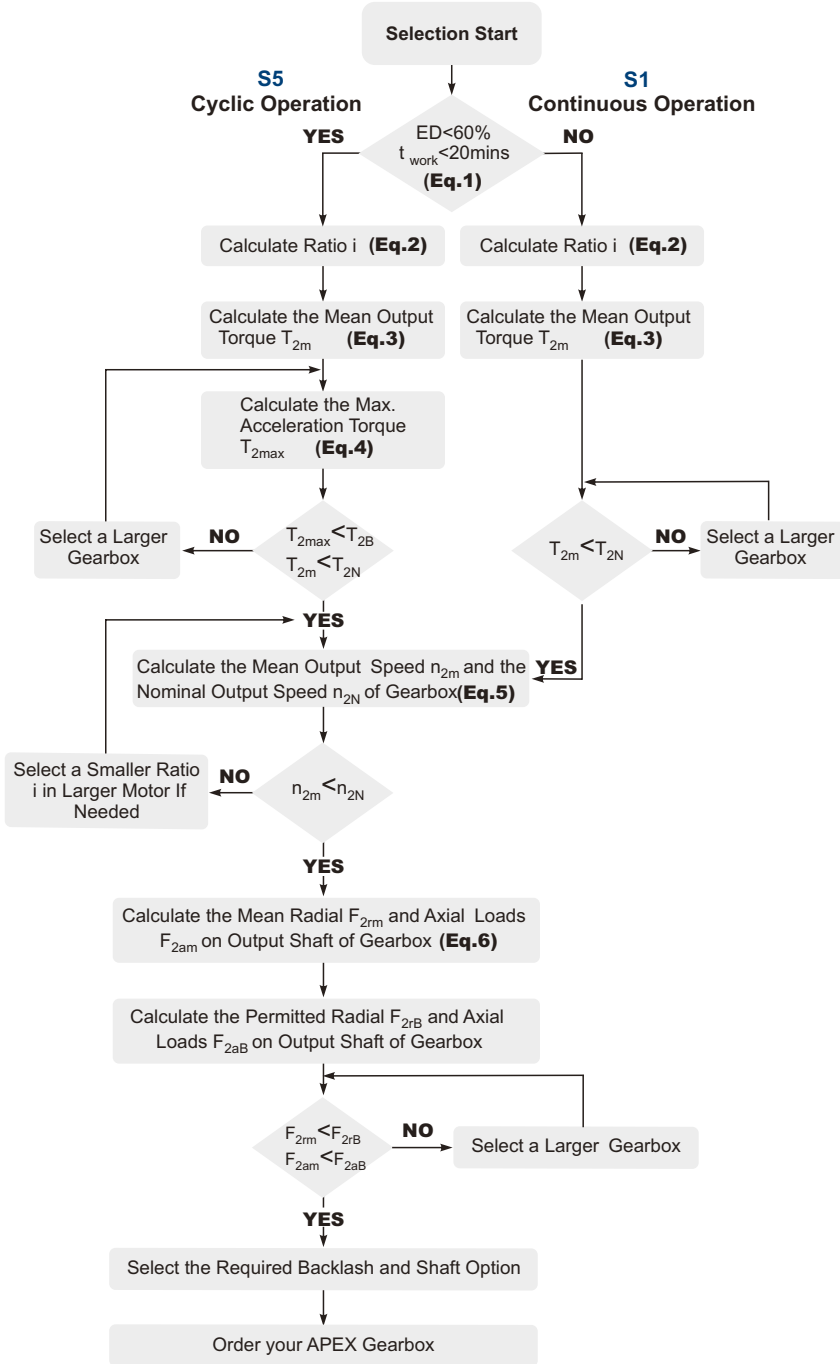 Selection Start
S5
Cyclic Operation
S1
Continuous Operation
YES
ED<60%
t work<20mins
(Eq.1)
NO
Calculate Ratio i (Eq.2)
Calculate Ratio i (Eq.2)
Calculate the Mean Output
Torque T2m (Eq.3)
Calculate the Mean Output
Torque T2m (Eq.3)
Calculate the Max.
Acceleration Torque
T2max (Eq.4)
Select a Larger
Gearbox
NO
T2max<T2B
T2m<T2N
T2m<T2N
NO
Select a Larger
Gearbox
YES
Calculate the Mean Output Speed n2m and the
Nominal Output Speed n2N of Gearbox(Eq.5)
YES
Select a Smaller Ratio
i in Larger Motor If
Needed
NO
n2m<n2N
YES
Calculate the Mean Radial F2rm and Axial Loads
F2am on Output Shaft of Gearbox (Eq.6)
Calculate the Permitted Radial F2rB and Axial
Loads F2aB on Output Shaft of Gearbox
F2rm<F2rB
F2am<F2aB
NO
Select a Larger Gearbox
YES
Select the Required Backlash and Shaft Option
Order your APEX Gearbox